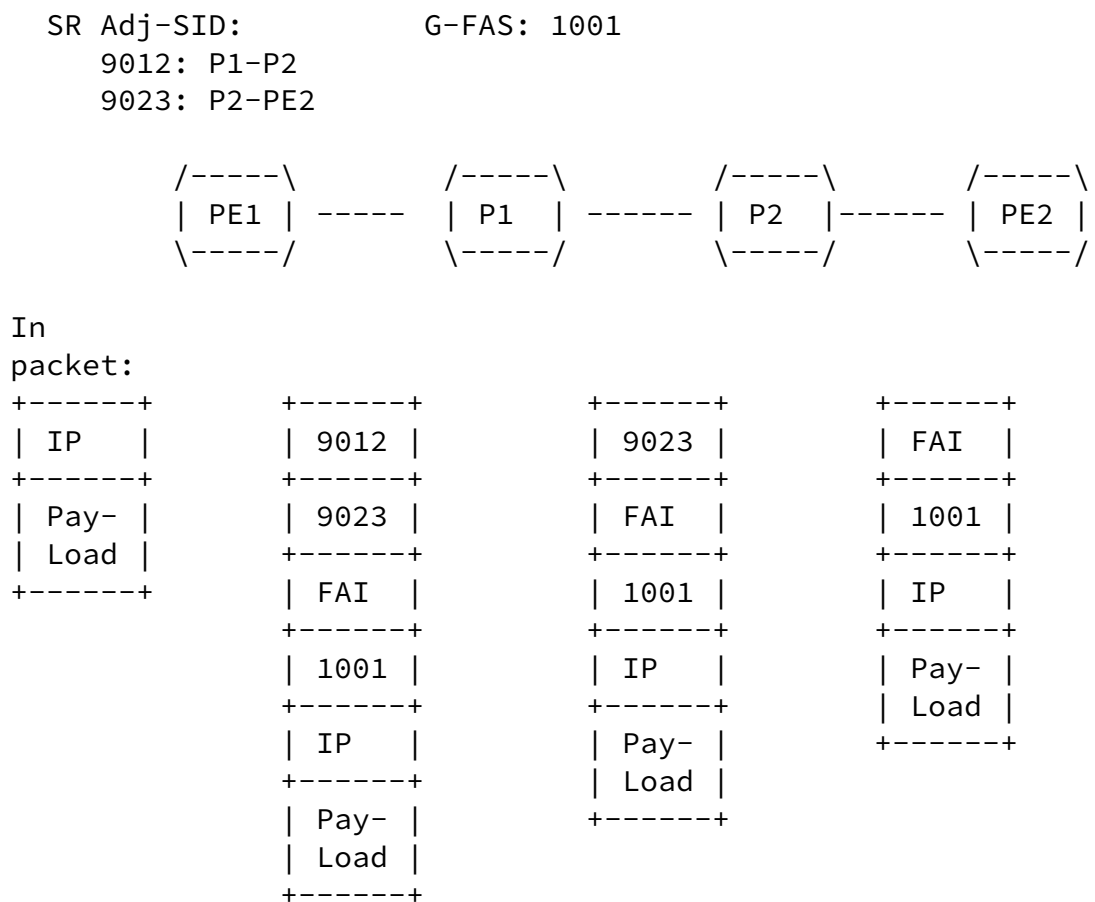 SR Adj-SID:          G-FAS: 1001
     9012: P1-P2
     9023: P2-PE2

         /-----\        /-----\        /-----\       /-----\
         | PE1 | -----  | P1  | ------ | P2  |------ | PE2 |
         \-----/        \-----/        \-----/       \-----/

In
packet:
+------+       +------+         +------+        +------+
| IP   |       | 9012 |         | 9023 |        | FAI  |
+------+       +------+         +------+        +------+
| Pay- |       | 9023 |         | FAI  |        | 1001 |
| Load |       +------+         +------+        +------+
+------+       | FAI  |         | 1001 |        | IP   |
               +------+         +------+        +------+
               | 1001 |         | IP   |        | Pay- |
               +------+         +------+        | Load |
               | IP   |         | Pay- |        +------+
               +------+         | Load |
               | Pay- |         +------+
               | Load |
               +------+